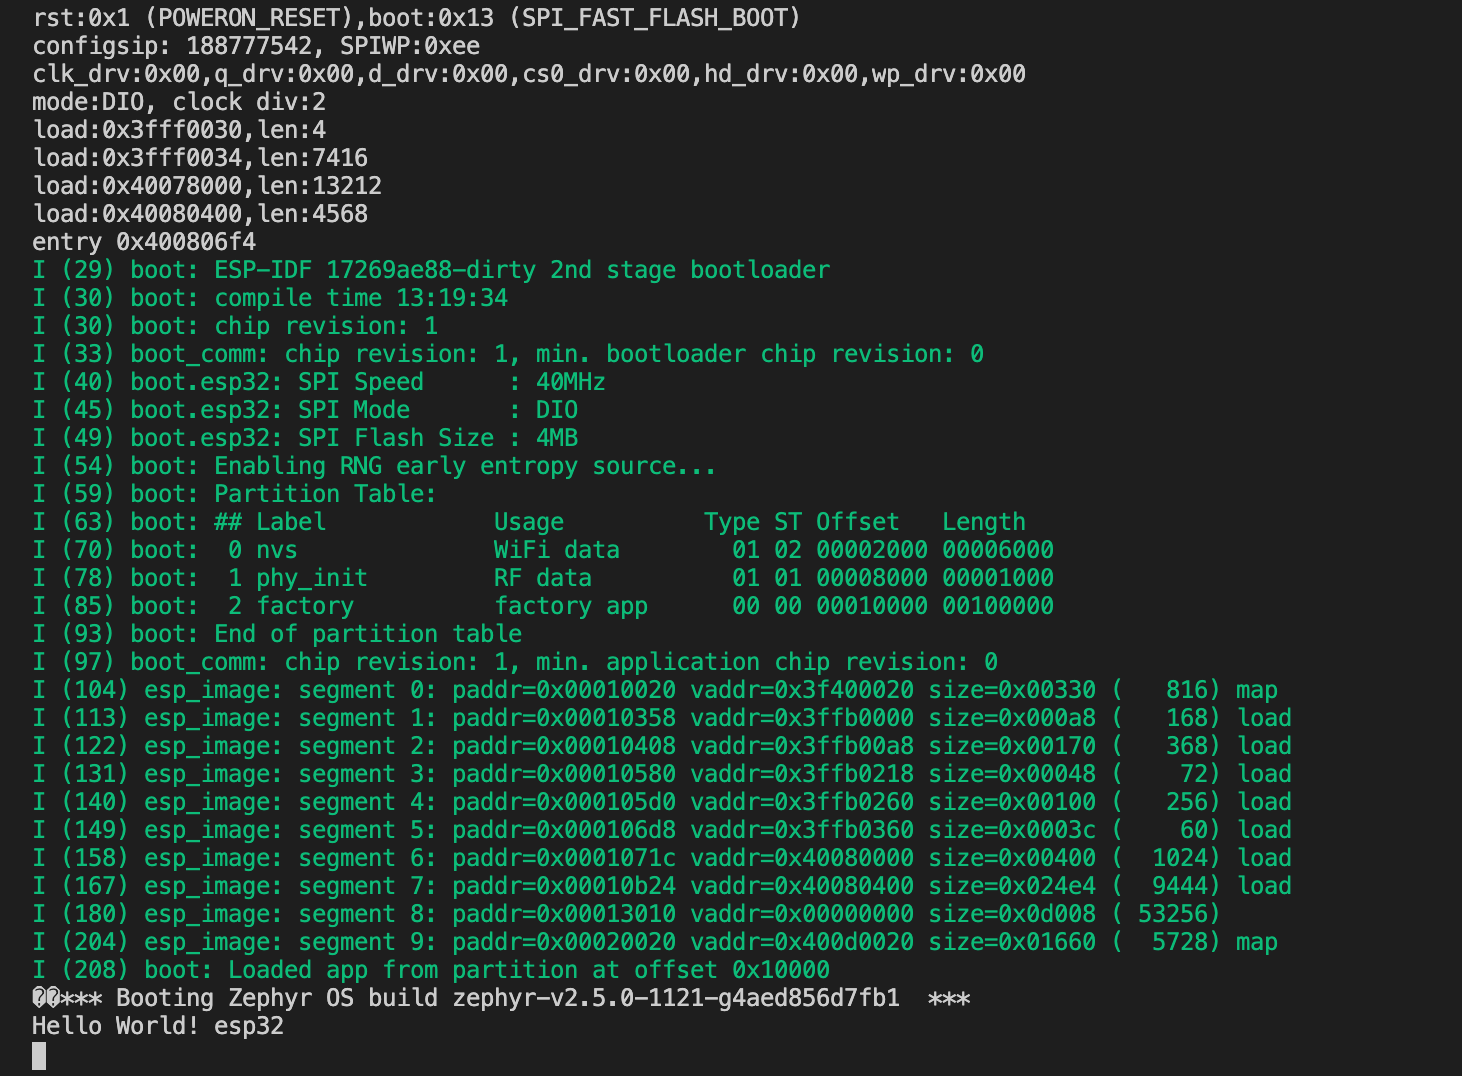 rst:0x1 (POWERON_RESET),boot:0x13 (SPI_FAST_FLASH_BOOT)
configsip: 188777542, SPIWP:0xee
clk_drv:0x00,q_drv:0x00,d_drv:0x00,cs0_drv:0x00,hd_drv:0x00,wp_drv:0x00
mode:DIO, clock div:2
load:0x3fff0030,len:4
load:0x3fff0034,len:7416
load:0x40078000,len:13212
load:0x40080400,len:4568
entry 0x400806f4
I (29) boot: ESP-IDF 17269ae88-dirty 2nd stage bootloader
I (30) boot: compile time 13:19:34
I (30) boot: chip revision: 1
I (33) boot_comm: chip revision: 1, min. bootloader chip revision: 0
I (40) boot.esp32: SPI Speed      : 40MHz
I (45) boot.esp32: SPI Mode       : DIO
I (49) boot.esp32: SPI Flash Size : 4MB
I (54) boot: Enabling RNG early entropy source...
I (59) boot: Partition Table:
I (63) boot: ## Label            Usage          Type ST Offset   Length
I (70) boot:  0 nvs              WiFi data        01 02 00002000 00006000
I (78) boot:  1 phy_init         RF data          01 01 00008000 00001000
I (85) boot:  2 factory          factory app      00 00 00010000 00100000
I (93) boot: End of partition table
I (97) boot_comm: chip revision: 1, min. application chip revision: 0
I (104) esp_image: segment 0: paddr=0x00010020 vaddr=0x3f400020 size=0x00330 (   816) map
I (113) esp_image: segment 1: paddr=0x00010358 vaddr=0x3ffb0000 size=0x000a8 (   168) load
I (122) esp_image: segment 2: paddr=0x00010408 vaddr=0x3ffb00a8 size=0x00170 (   368) load
I (131) esp_image: segment 3: paddr=0x00010580 vaddr=0x3ffb0218 size=0x00048 (    72) load
I (140) esp_image: segment 4: paddr=0x000105d0 vaddr=0x3ffb0260 size=0x00100 (   256) load
I (149) esp_image: segment 5: paddr=0x000106d8 vaddr=0x3ffb0360 size=0x0003c (    60) load
I (158) esp_image: segment 6: paddr=0x0001071c vaddr=0x40080000 size=0x00400 (  1024) load
I (167) esp_image: segment 7: paddr=0x00010b24 vaddr=0x40080400 size=0x024e4 (  9444) load
I (180) esp_image: segment 8: paddr=0x00013010 vaddr=0x00000000 size=0x0d008 ( 53256)
I (204) esp_image: segment 9: paddr=0x00020020 vaddr=0x400d0020 size=0x01660 (  5728) map
I (208) boot: Loaded app from partition at offset 0x10000
��*** Booting Zephyr OS build zephyr-v2.5.0-1121-g4aed856d7fb1  ***
Hello World! esp32